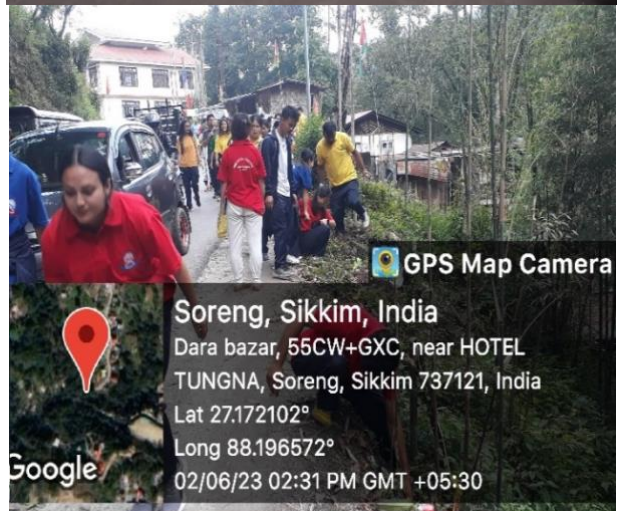 GPS Map Camera
Soreng, Sikkim, India
Dara bazar, 55CW+GXC, near HOTEL
TUNGNA, Soreng, Sikkim 737121, India
Lat 27.172102°
Long 88.196572°
02/06/23 02:31 PM GMT +05:30
Google